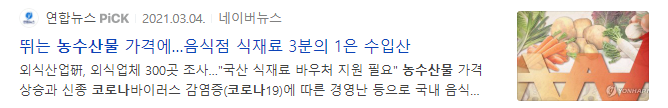 연합뉴스 PiCK 2021.03.04. 네이버뉴스
뛰는 농수산물 가격에...음식점 식재료 3분의 1은 수입산
외식산업硏, 외식업체 300곳 조사..."국산 식재료 바우처 지원 필요" 농수산물 가격
상승과 신종 코로나바이러스 감염증(코로나19)에 따른 경영난 등으로 국내 음식...
YONHAP